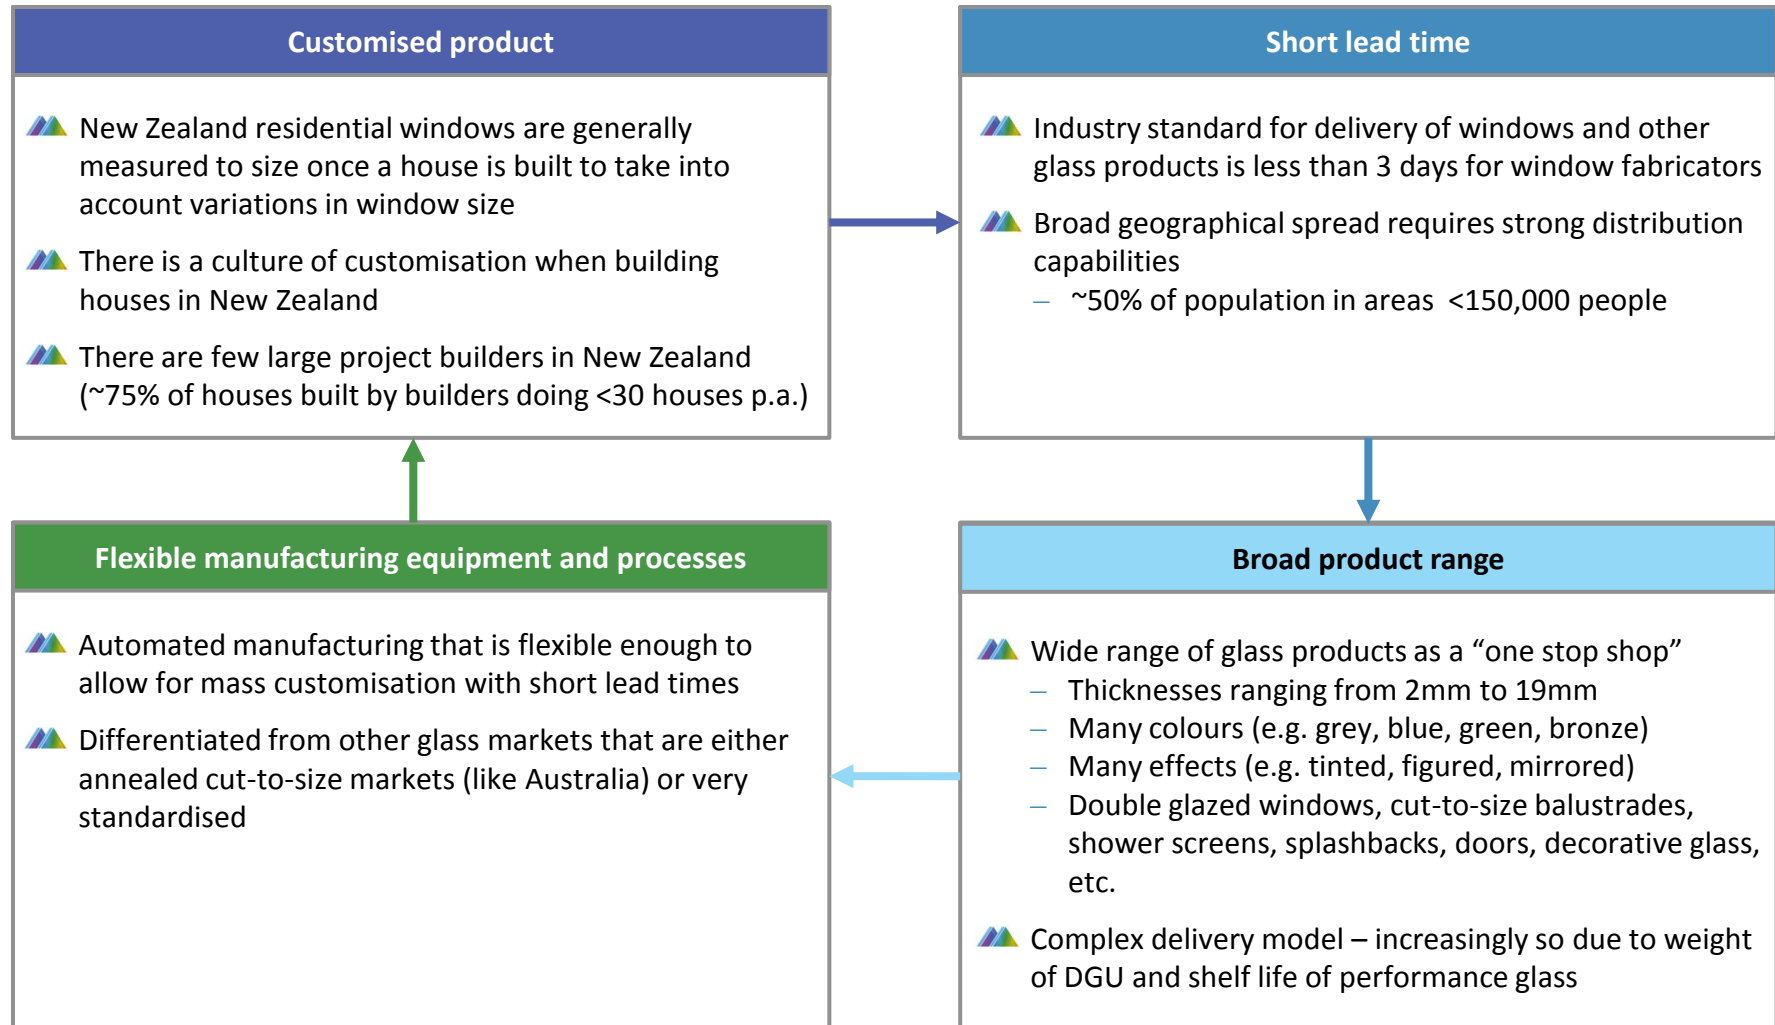 Customised product
New Zealand residential windows are generally
measured to size once a house is built to take into
account variations in window size
There is a culture of customisation when building
houses in New Zealand
There are few large project builders in New Zealand
(~75% of houses built by builders doing <30 houses p.a.)
Short lead time
Industry standard for delivery of windows and other
glass products is less than 3 days for window fabricators
Broad geographical spread requires strong distribution
capabilities
– ~50% of population in areas <150,000 people
Flexible manufacturing equipment and processes
Automated manufacturing that is flexible enough to
allow for mass customisation with short lead times
Differentiated from other glass markets that are either
annealed cut-to-size markets (like Australia) or very
standardised
Broad product range
Wide range of glass products as a “one stop shop”
– Thicknesses ranging from 2mm to 19mm
– Many colours (e.g. grey, blue, green, bronze)
– Many effects (e.g. tinted, figured, mirrored)
– Double glazed windows, cut-to-size balustrades,
shower screens, splashbacks, doors, decorative glass,
etc.
Complex delivery model – increasingly so due to weight
of DGU and shelf life of performance glass